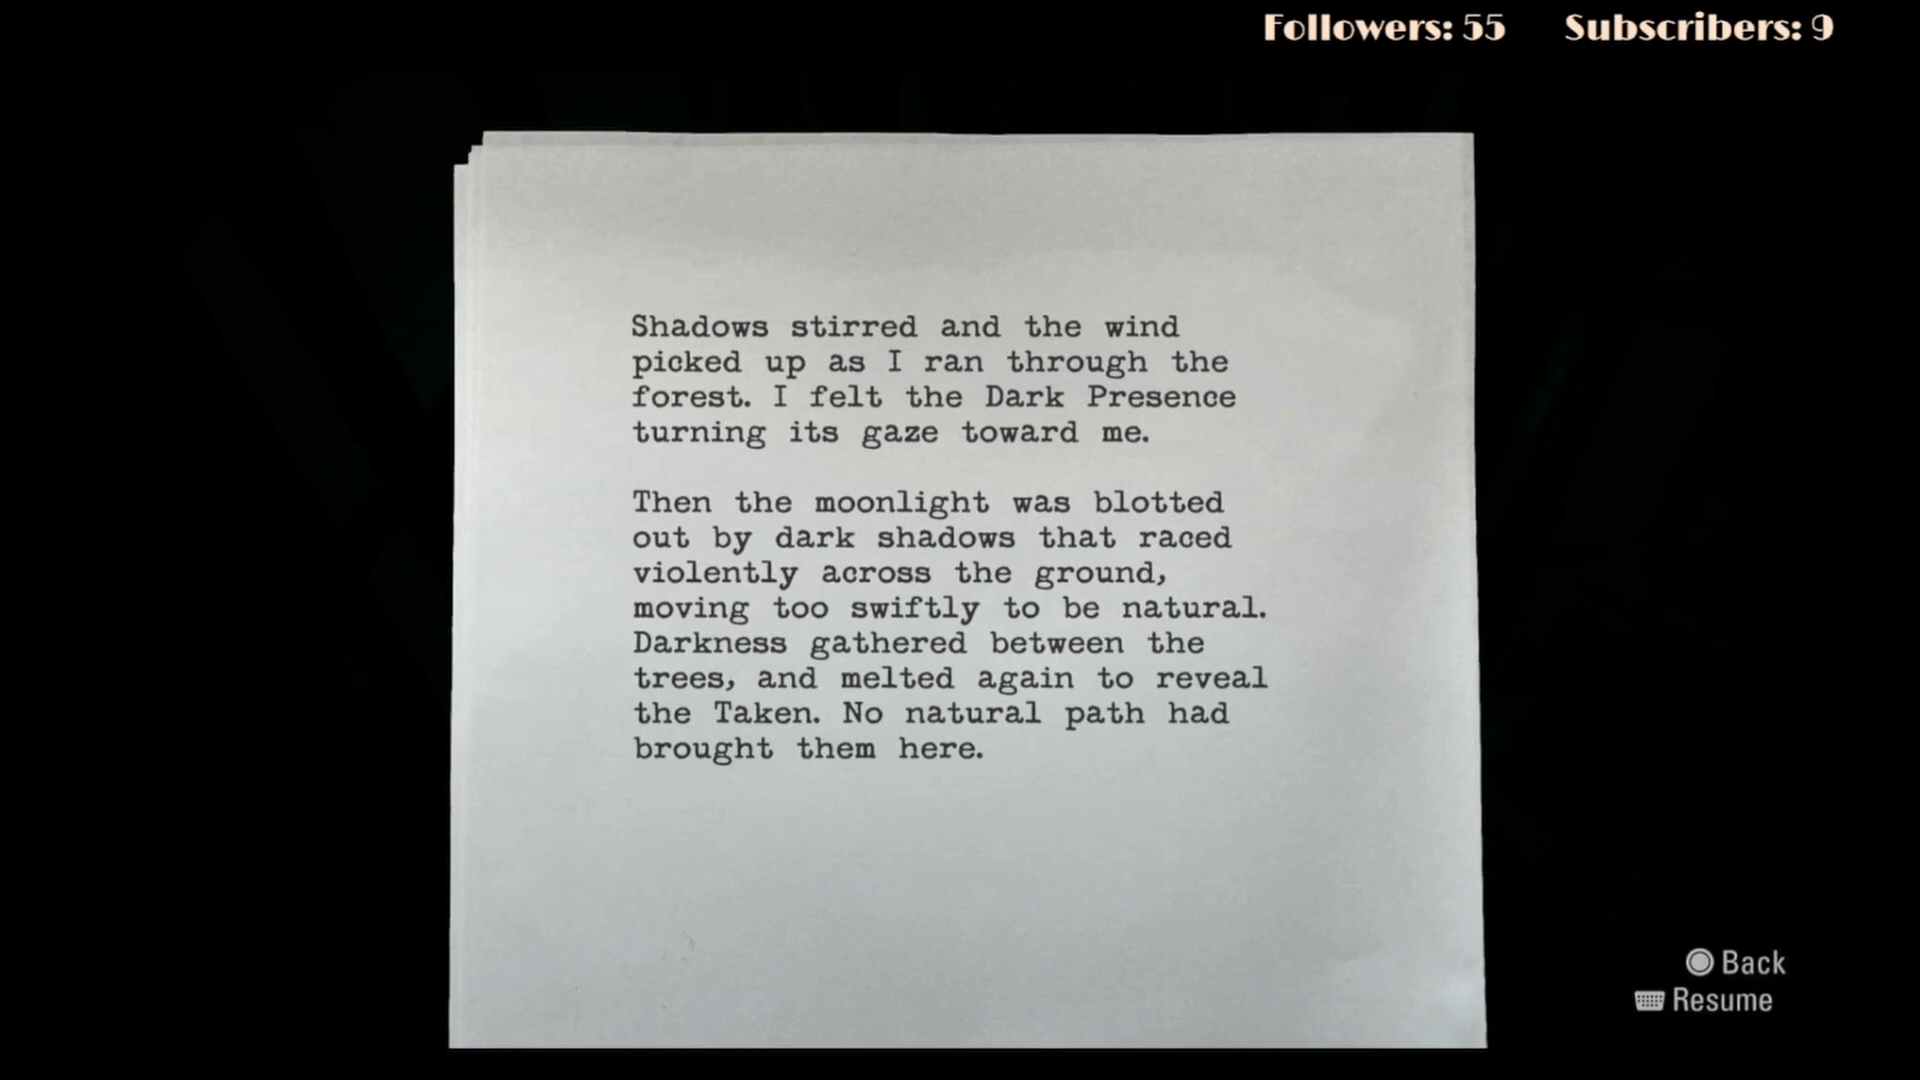 Followers: 55 Subscribers: 9
Shadows stirred and the wind
picked up as I ran through the
forest. I felt the Dark Presence
turning its gaze toward me.
Then the moonlight was blotted
out by dark shadows that raced
violently across the ground,
moving too swiftly to be natural.
Darkness gathered between the
trees, and melted again to reveal
the Taken. No natural path had
brought them here.
Back
Resume